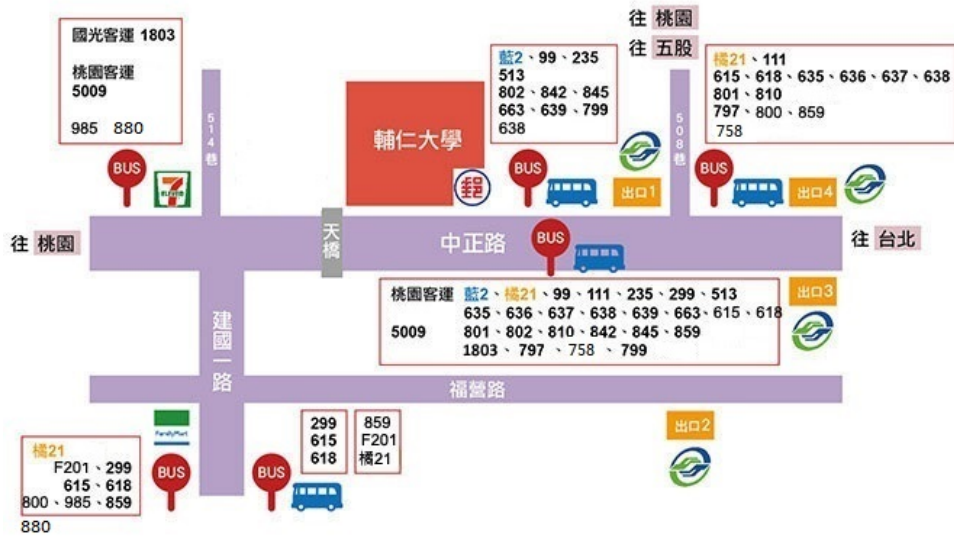 往 桃園
往 五股
國光客運 1803
桃園客運
5009
985 880
藍2、99、235
513
802、842、845
663、639、799
638
橘21、111
615、618、635、636、637、638
801、810
797、800、859
758
514巷
508巷
輔仁大學
郵
BUS
7
ELEVEN
BUS
出口1
BUS
出口4
往 桃園
天橋
中正路
BUS
往 台北
桃園客運 藍2、橘21、99、111、235、299、513
635、636、637、638、639、663、615、618
5009 801、802、810、842、845、859
1803、797、758、799
出口3
建國一路
福營路
FamilyMart
299
615
618
859
F201
橘21
出口2
橘21
F201、299
615、618
800、985、859
880
BUS
BUS